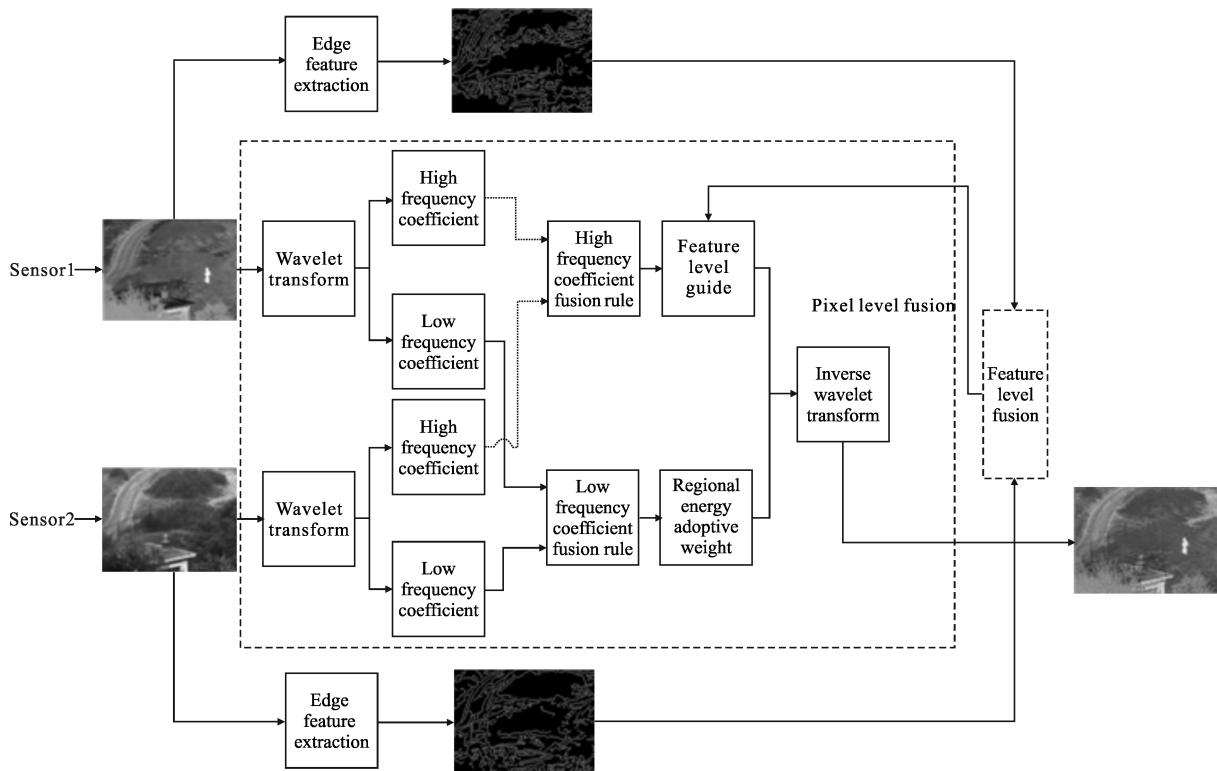 Edge
feature
extraction
High
frequency
coefficient
Sensor1
Wavelet
transform
High
frequency
coefficient
fusion rule
Feature
level
guide
Pixel level fusion
Low
frequency
coefficient
Inverse
wavelet
transform
Feature
level
fusion
High
frequency
coefficient
Sensor2
Wavelet
transform
Low
frequency
coefficient
fusion rule
Regional
energy
adoptive
weight
Low
frequency
coefficient
Edge
feature
extraction